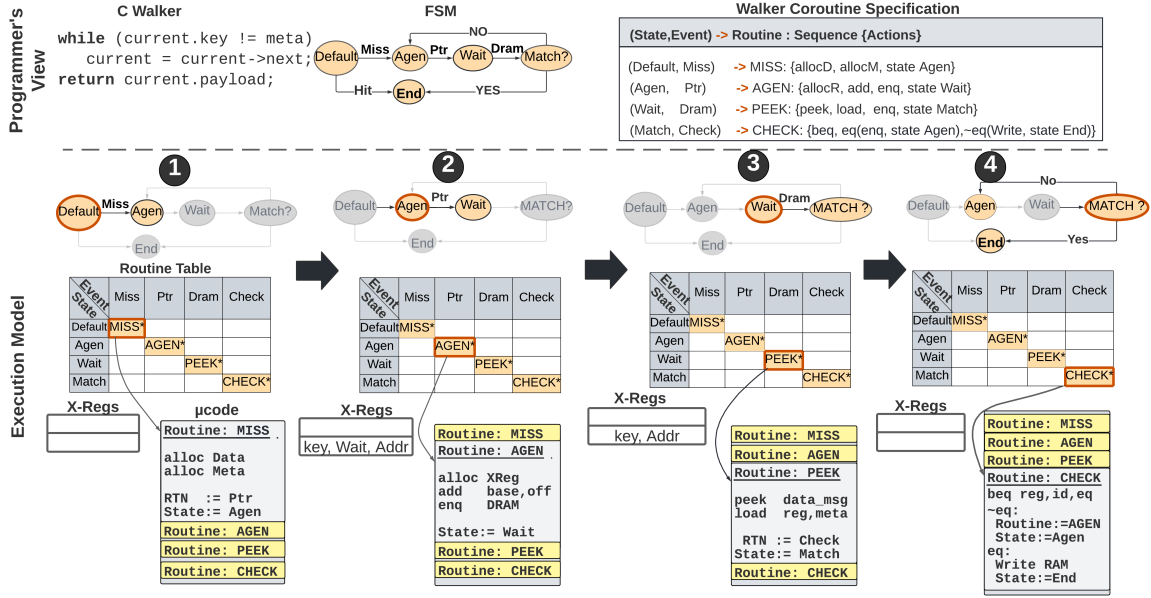 Programmer's
View
C Walker
while (current.key != meta)
current = current->next;
return current.payload;
FSM
NO
Default
Miss
Agen
Ptr
Wait
Dram
Match?
Hit
End
YES
Walker Coroutine Specification
(State,Event) -> Routine : Sequence {Actions}
(Default, Miss) -> MISS: {allocD, allocM, state Agen}
(Agen, Ptr) -> AGEN: {allocR, add, enq, state Wait}
(Wait, Dram) -> PEEK: {peek, load, enq, state Match}
(Match, Check) -> CHECK: {beq, eq(enq, state Agen),~eq(Write, state End)}
Execution Model
1
Default
Miss
Agen
Wait
Match?
End
Routine Table
Event
State
Miss Ptr Dram Check
Default MISS*
Agen AGEN*
Wait PEEK*
Match CHECK*
X-Regs
µcode
Routine: MISS .
alloc Data
alloc Meta
RTN := Ptr
State:= Agen
Routine: AGEN
Routine: PEEK
Routine: CHECK
2
Default
Agen
Ptr
Wait
MATCH?
End
Event
State
Miss Ptr Dram Check
Default MISS*
Agen AGEN*
Wait PEEK*
Match CHECK*
X-Regs
key, Wait, Addr
Routine: MISS
Routine: AGEN .
alloc XReg
add base,off
enq DRAM
State:= Wait
Routine: PEEK
Routine: CHECK
3
Default
Agen
Wait
Dram
MATCH ?
End
Event
State
Miss Ptr Dram Check
Default MISS*
Agen AGEN*
Wait PEEK*
Match CHECK*
X-Regs
key, Addr
Routine: MISS
Routine: AGEN
Routine: PEEK
peek data_msg
load reg,meta
RTN := Check
State:= Match
Routine: CHECK
4
No
Default
Agen
Wait
MATCH ?
End
Yes
Event
State
Miss Ptr Dram Check
Default MISS*
Agen AGEN*
Wait PEEK*
Match CHECK*
X-Regs
Routine: MISS
Routine: AGEN
Routine: PEEK
Routine: CHECK
beq reg,id,eq
~eq:
Routine:=AGEN
State:=Agen
eq:
Write RAM
State:=End